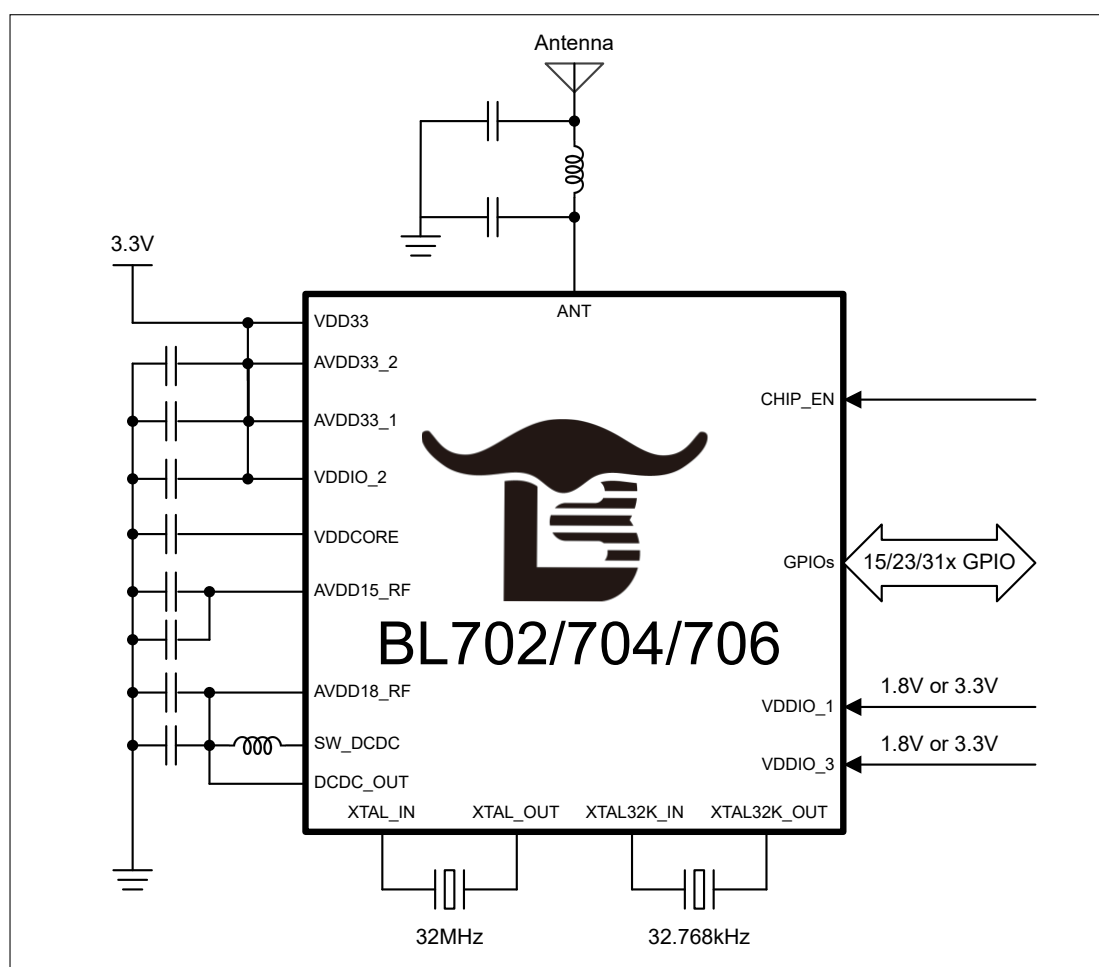 Antenna
3.3V
ANT
VDD33
AVDD33_2
AVDD33_1
VDDIO_2
VDDCORE
AVDD15_RF
AVDD18_RF
SW_DCDC
DCDC_OUT
CHIP_EN
GPIOs
15/23/31x GPIO
BL702/704/706
VDDIO_1
1.8V or 3.3V
VDDIO_3
1.8V or 3.3V
XTAL_IN
XTAL_OUT
XTAL32K_IN
XTAL32K_OUT
32MHz
32.768kHz